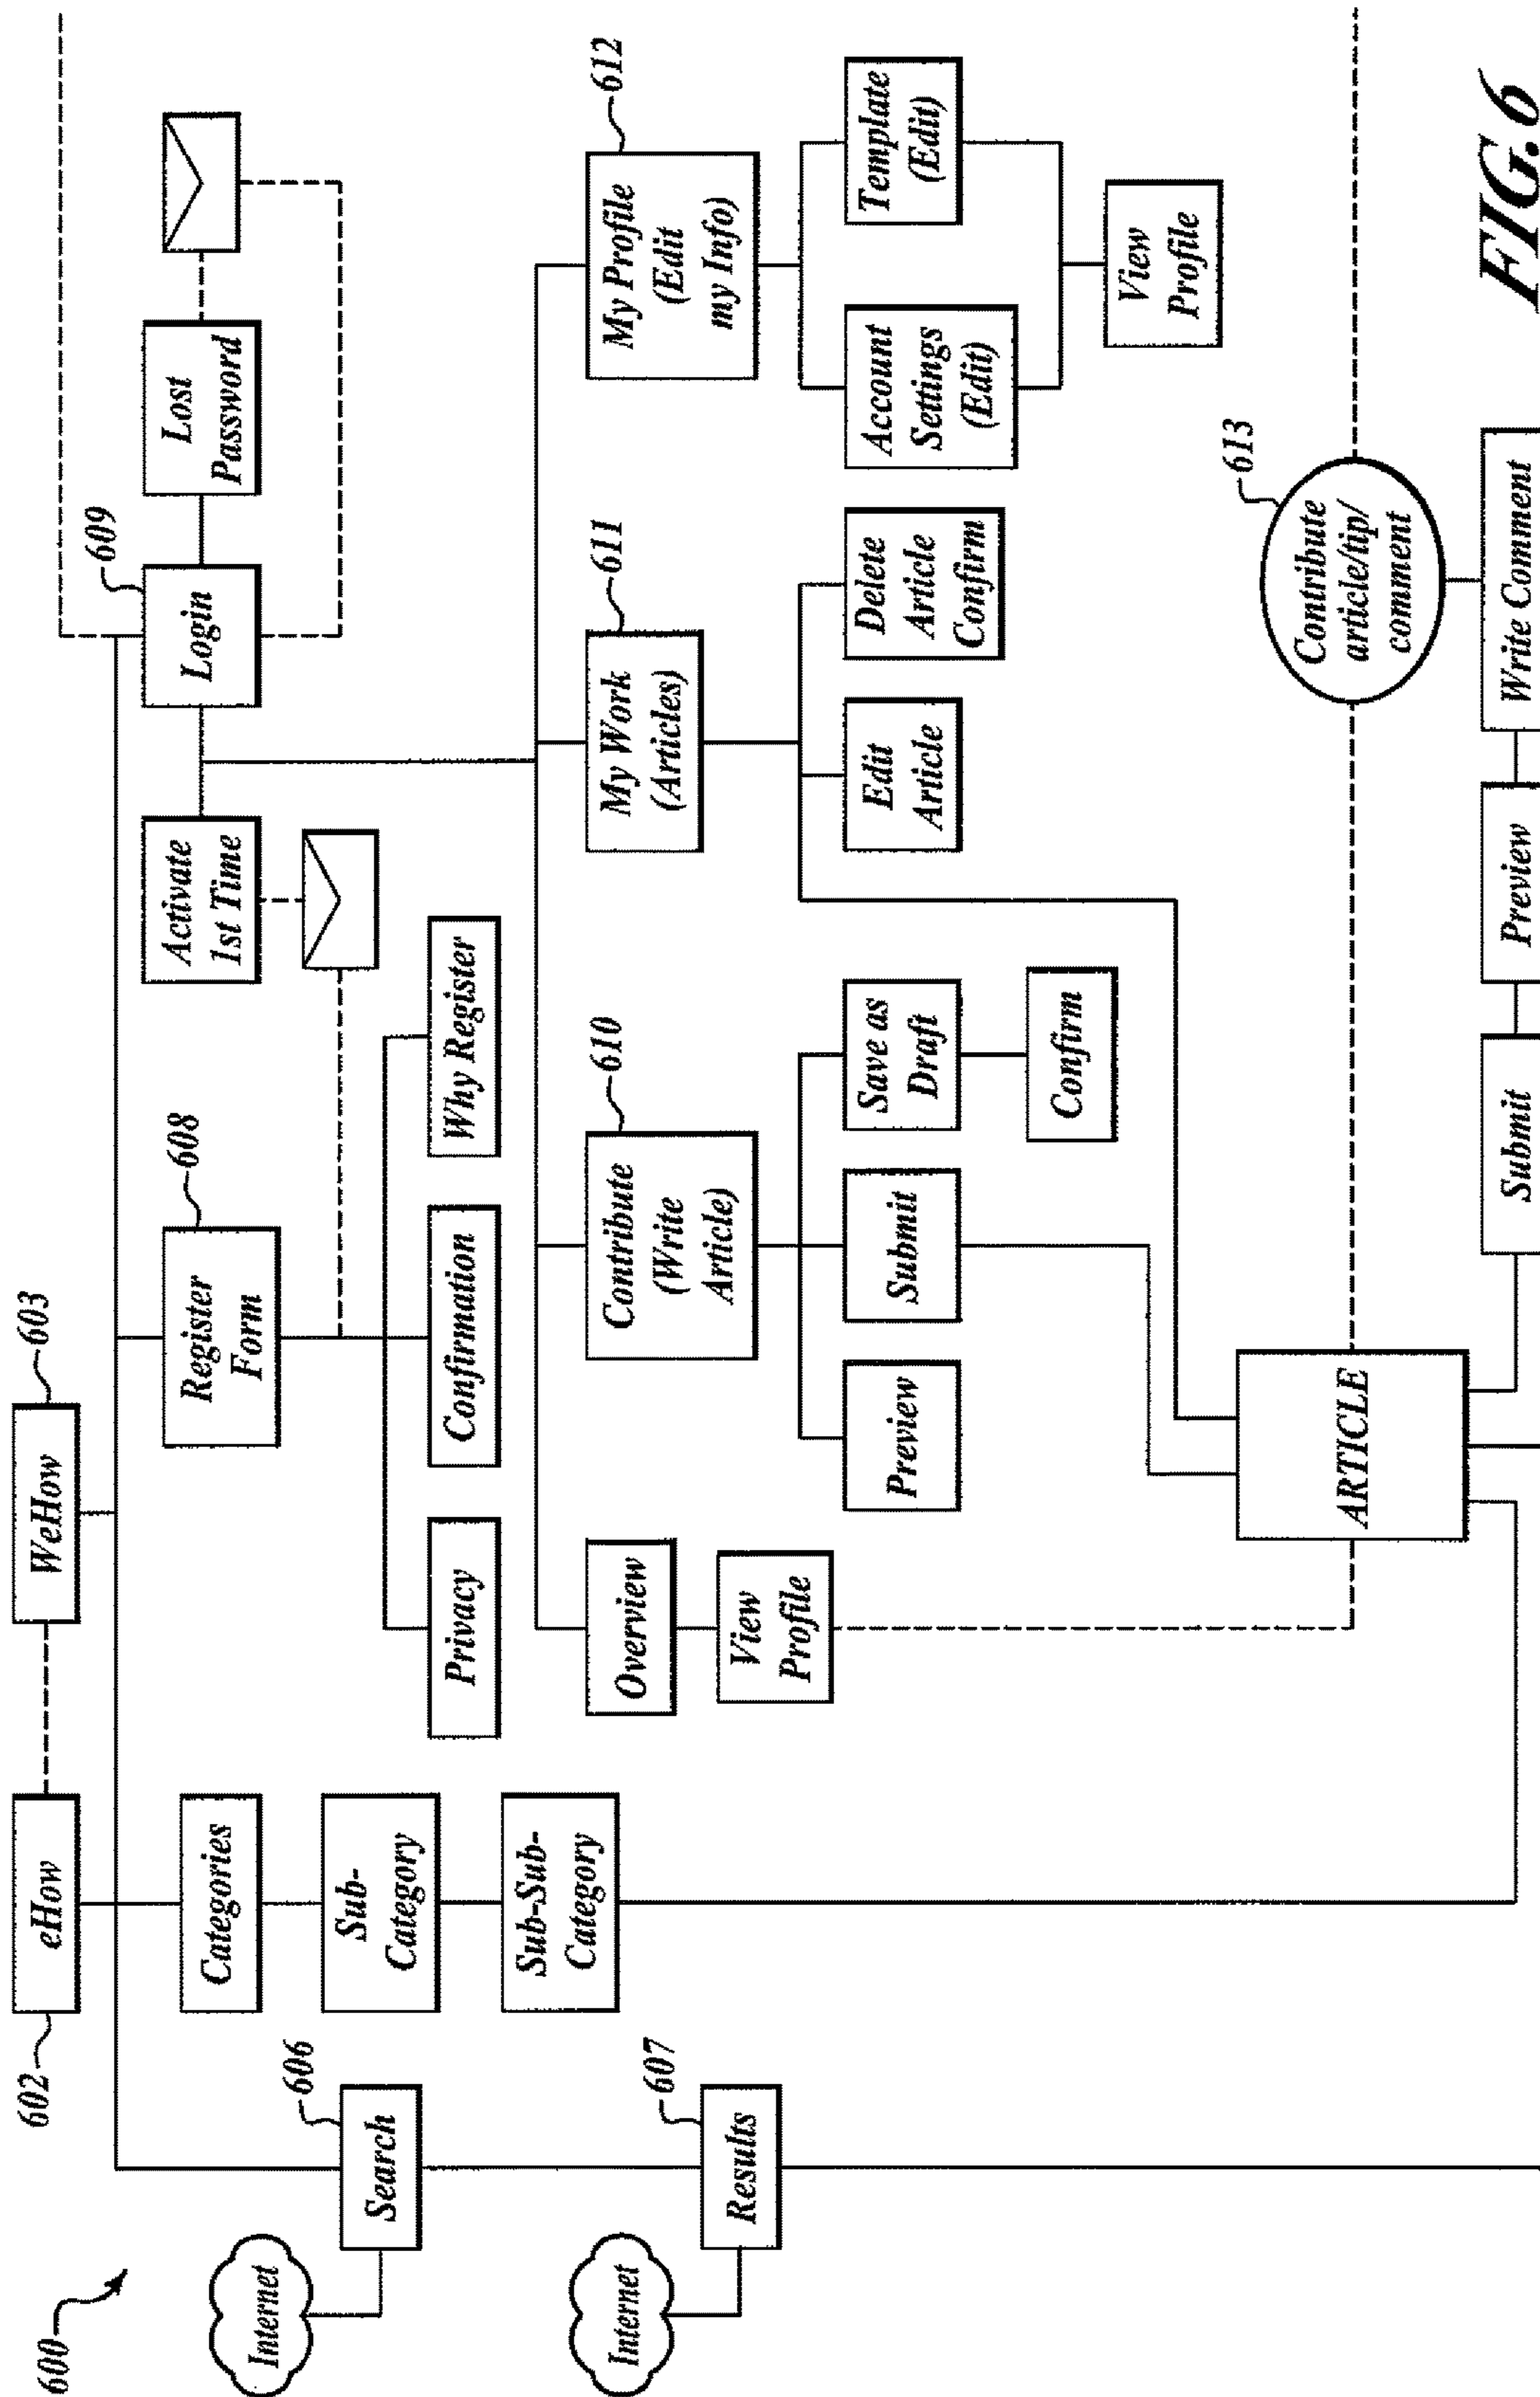 600
602
eHow
WeHow
603
Internet
Search
606
Internet
Results
607
Categories
Sub-
Category
Sub-Sub-
Category
Register
Form
608
Privacy
Confirmation
Why Register
Activate
1st Time
Login
609
Lost
Password
Overview
View
Profile
Contribute
(Write
Article)
610
Preview
Submit
Save as
Draft
Confirm
My Work
(Articles)
611
Edit
Article
Delete
Article
Confirm
My Profile
(Edit
my Info)
612
Account
Settings
(Edit)
Template
(Edit)
View
Profile
ARTICLE
Contribute
article/tip/
comment
613
Submit
Preview
Write Comment
FIG.6